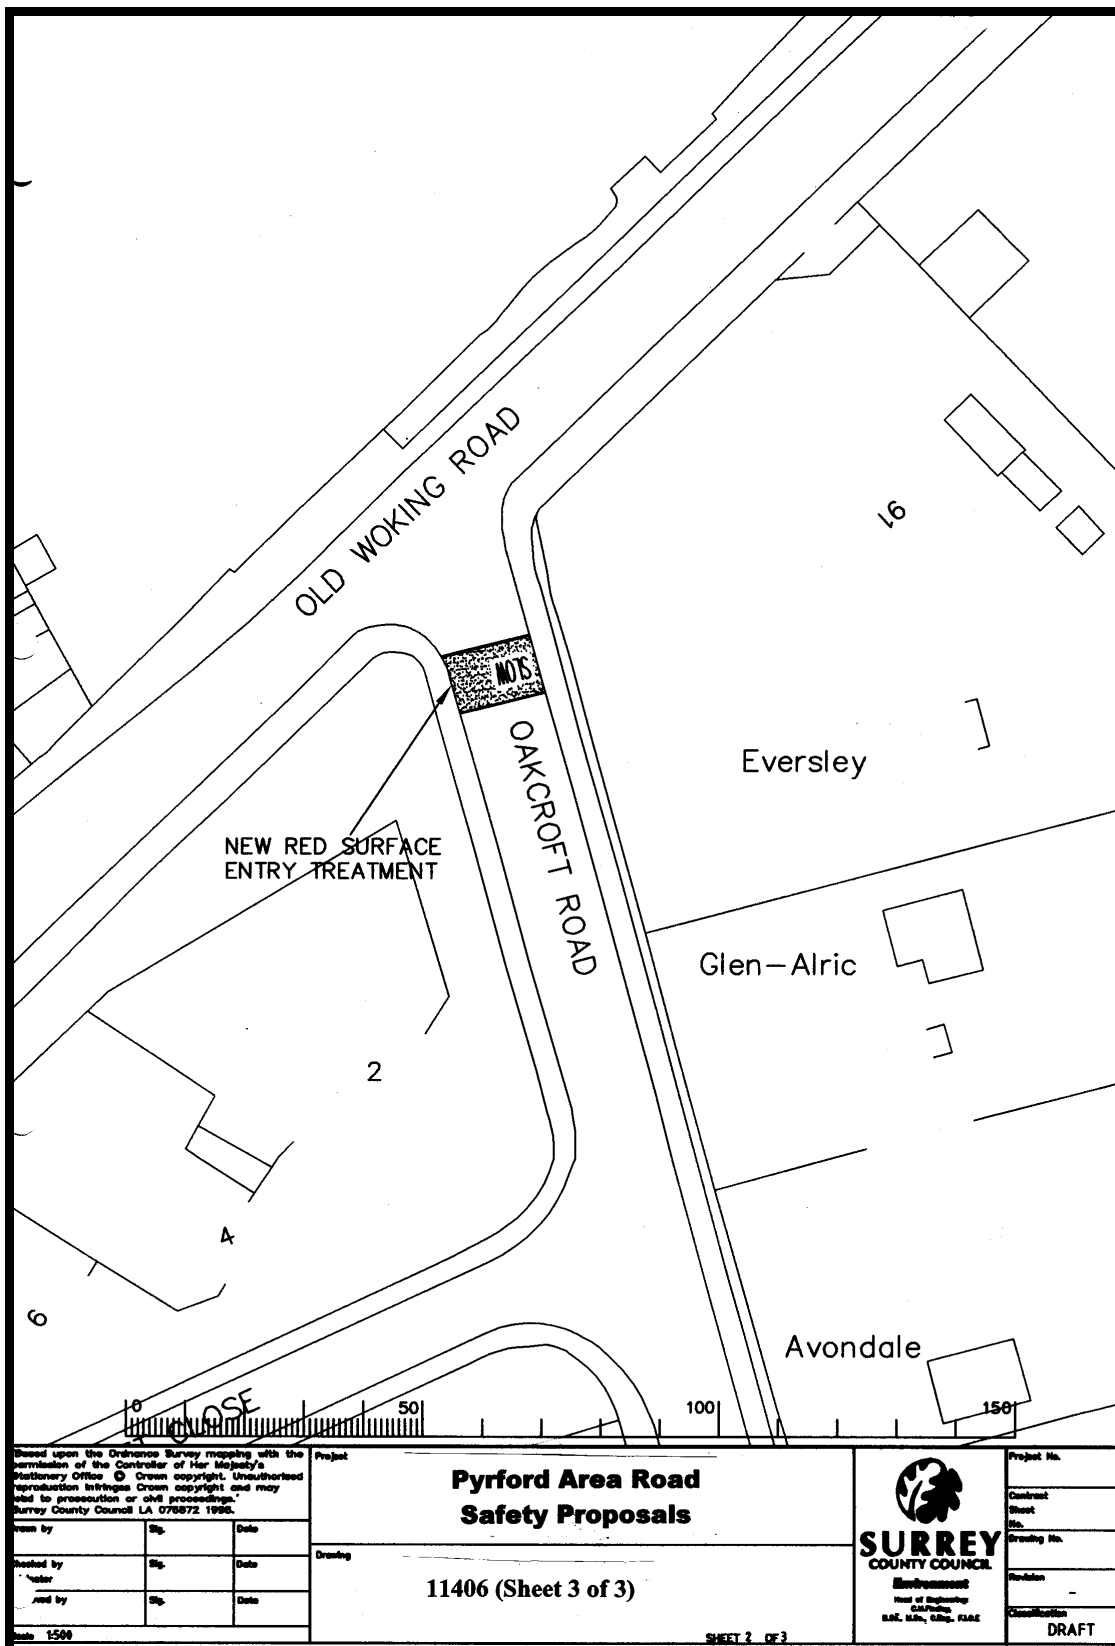 OLD WOKING ROAD
91
SLOW
OAKCROFT ROAD
Eversley
NEW RED SURFACE
ENTRY TREATMENT
Glen-Alric
2
4
6
Avondale
CLOSE
0 50 100 150
Based upon the Ordnance Survey mapping with the
permission of the Controller of Her Majesty's
Stationery Office © Crown copyright. Unauthorised
reproduction infringes Crown copyright and may
lead to prosecution or civil proceedings.
Surrey County Council LA 076872 1998.
Sig. Date
Checked by Sig. Date
Sig. Date
1:500
Project
Pyrford Area Road
Safety Proposals
Drawing
11406 (Sheet 3 of 3)
SHEET 2 OF 3
SURREY
COUNTY COUNCIL
Environment
Head of Engineering
Project No.
Contract
Sheet
No.
Drawing No.
Revision
-
Classification
DRAFT